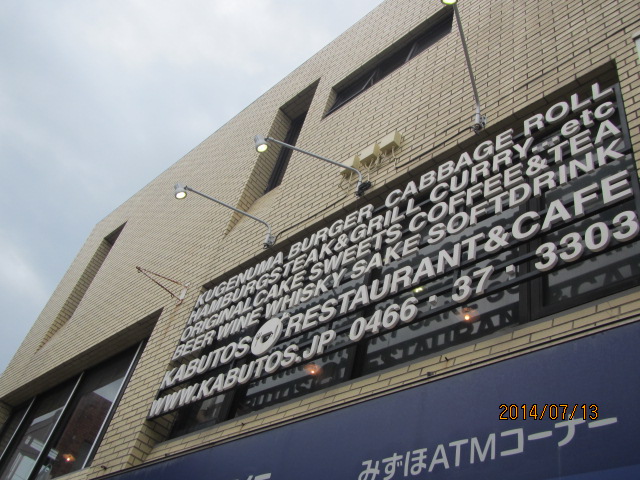 KUGENUMA BURGER CABBAGE ROLL
HAMBURGSTEAK&GRILL CURRY...etc
ORIGINALCAKE SWEETS COFFEE&TEA
BEER WINE WHISKY SAKE SOFTDRINK
KABUTOS RESTAURANT&CAFE
WWW.KABUTOS.JP 0466・37・3303
みずほATMコーナー
2014/07/13